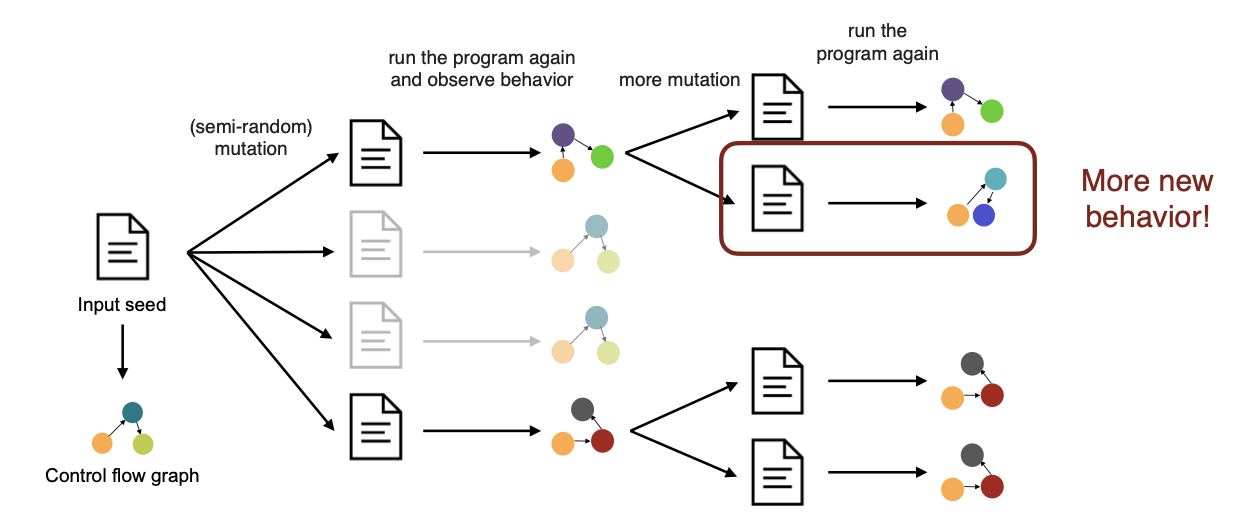 run the
program again
run the program again
and observe behavior
more mutation
(semi-random)
mutation
More new
behavior!
Input seed
Control flow graph